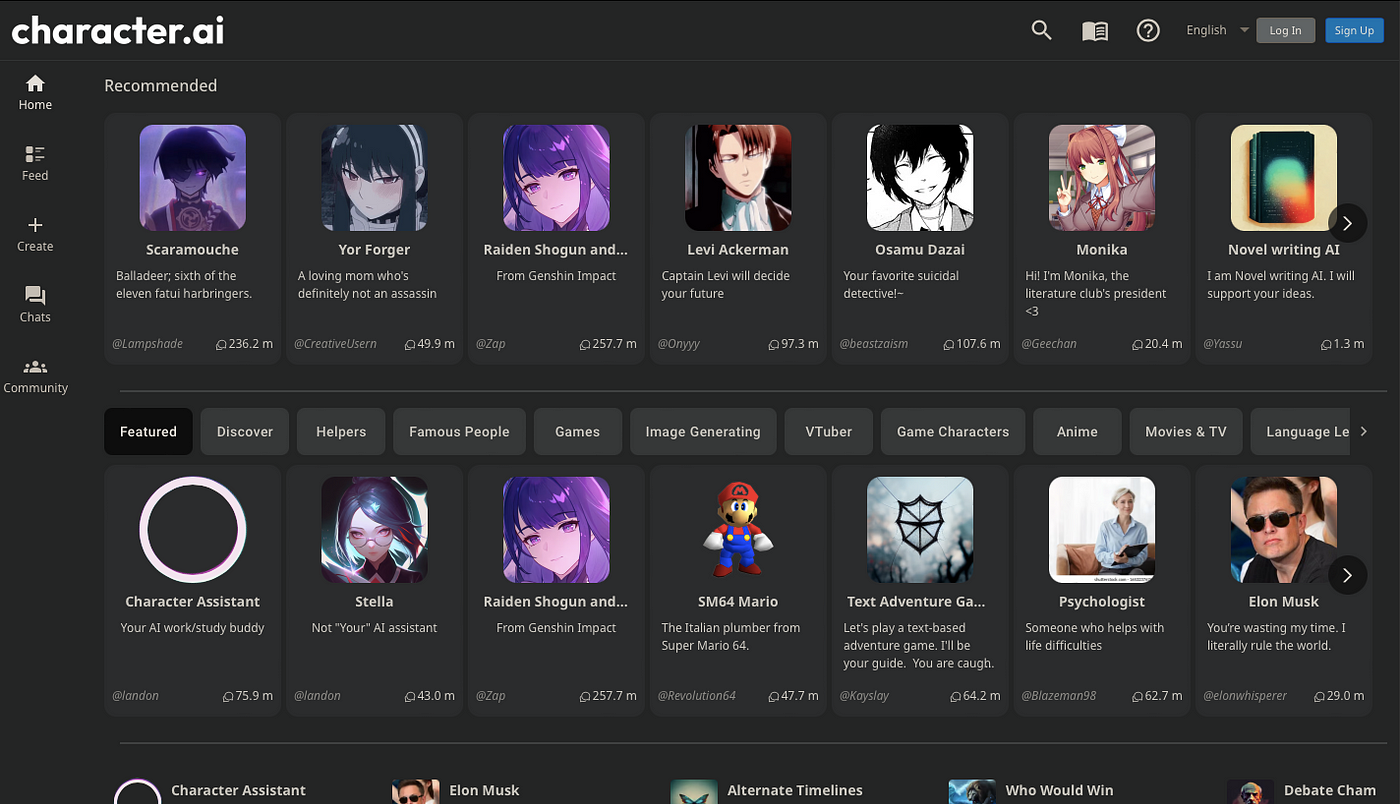 character.ai
English
Log In
Sign Up
Home
Feed
Create
Chats
Community
Recommended
Scaramouche
Balladeer; sixth of the
eleven fatui harbringers.
@Lampshade 236.2 m
Yor Forger
A loving mom who's
definitely not an assassin
@CreativeUsern 49.9 m
Raiden Shogun and...
From Genshin Impact
@Zap 257.7 m
Levi Ackerman
Captain Levi will decide
your future
@Onyyy 97.3 m
Osamu Dazai
Your favorite suicidal
detective!~
@beastzaism 107.6 m
Monika
Hi! I'm Monika, the
literature club's president
<3
@Geechan 20.4 m
Novel writing AI
I am Novel writing AI. I will
support your ideas.
@Yassu 1.3 m
Featured
Discover
Helpers
Famous People
Games
Image Generating
VTuber
Game Characters
Anime
Movies & TV
Language Le
Character Assistant
Your AI work/study buddy
@landon 75.9 m
Stella
Not "Your" AI assistant
@landon 43.0 m
Raiden Shogun and...
From Genshin Impact
@Zap 257.7 m
SM64 Mario
The Italian plumber from
Super Mario 64.
@Revolution64 47.7 m
Text Adventure Ga...
Let's play a text-based
adventure game. I'll be
your guide. You are caugh.
@Kayslay 64.2 m
Psychologist
Someone who helps with
life difficulties
@Blazeman98 62.7 m
Elon Musk
You're wasting my time. I
literally rule the world.
@elonwhisperer 29.0 m
Character Assistant
Elon Musk
Alternate Timelines
Who Would Win
Debate Cham